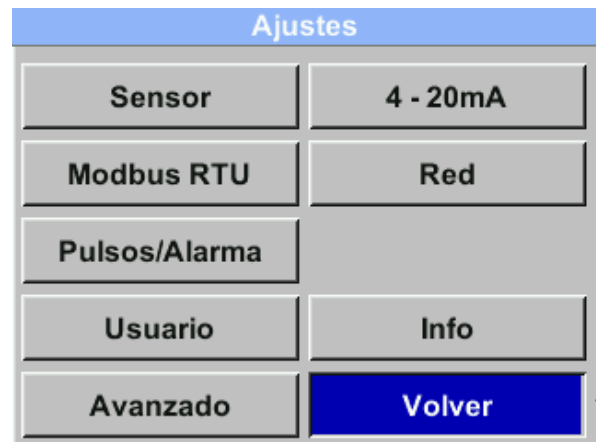 Ajustes
Sensor
4 - 20mA
Modbus RTU
Red
Pulsos/Alarma
Usuario
Info
Avanzado
Volver